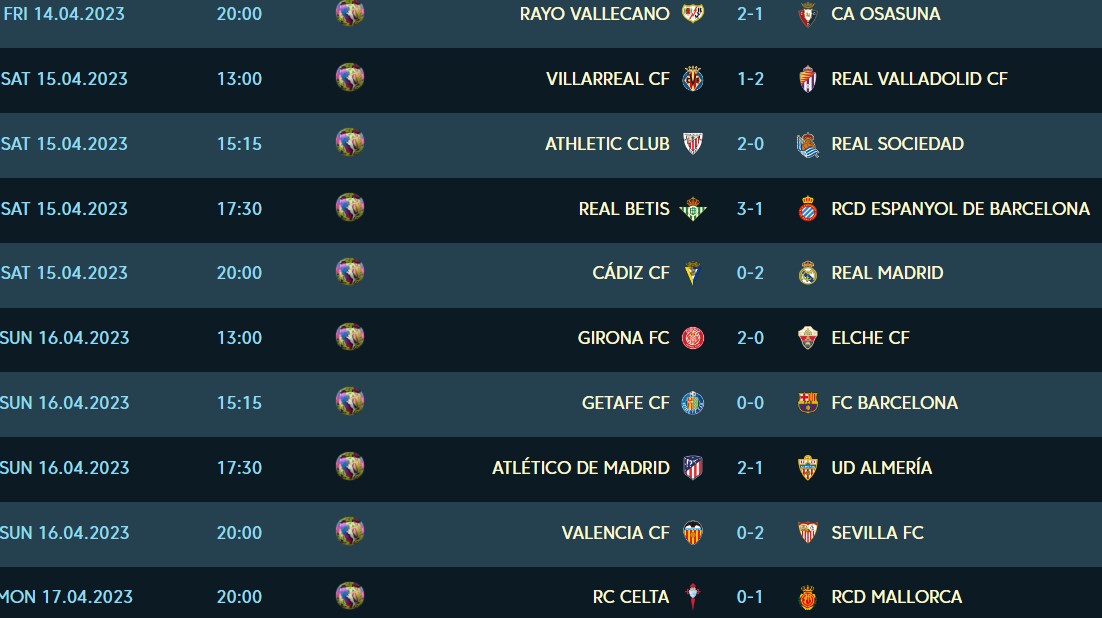 FRI 14.04.2023 20:00 RAYO VALLECANO 2-1 CA OSASUNA
SAT 15.04.2023 13:00 VILLARREAL CF 1-2 REAL VALLADOLID CF
SAT 15.04.2023 15:15 ATHLETIC CLUB 2-0 REAL SOCIEDAD
SAT 15.04.2023 17:30 REAL BETIS 3-1 RCD ESPANYOL DE BARCELONA
SAT 15.04.2023 20:00 CÁDIZ CF 0-2 REAL MADRID
SUN 16.04.2023 13:00 GIRONA FC 2-0 ELCHE CF
SUN 16.04.2023 15:15 GETAFE CF 0-0 FC BARCELONA
SUN 16.04.2023 17:30 ATLÉTICO DE MADRID 2-1 UD ALMERÍA
SUN 16.04.2023 20:00 VALENCIA CF 0-2 SEVILLA FC
MON 17.04.2023 20:00 RC CELTA 0-1 RCD MALLORCA